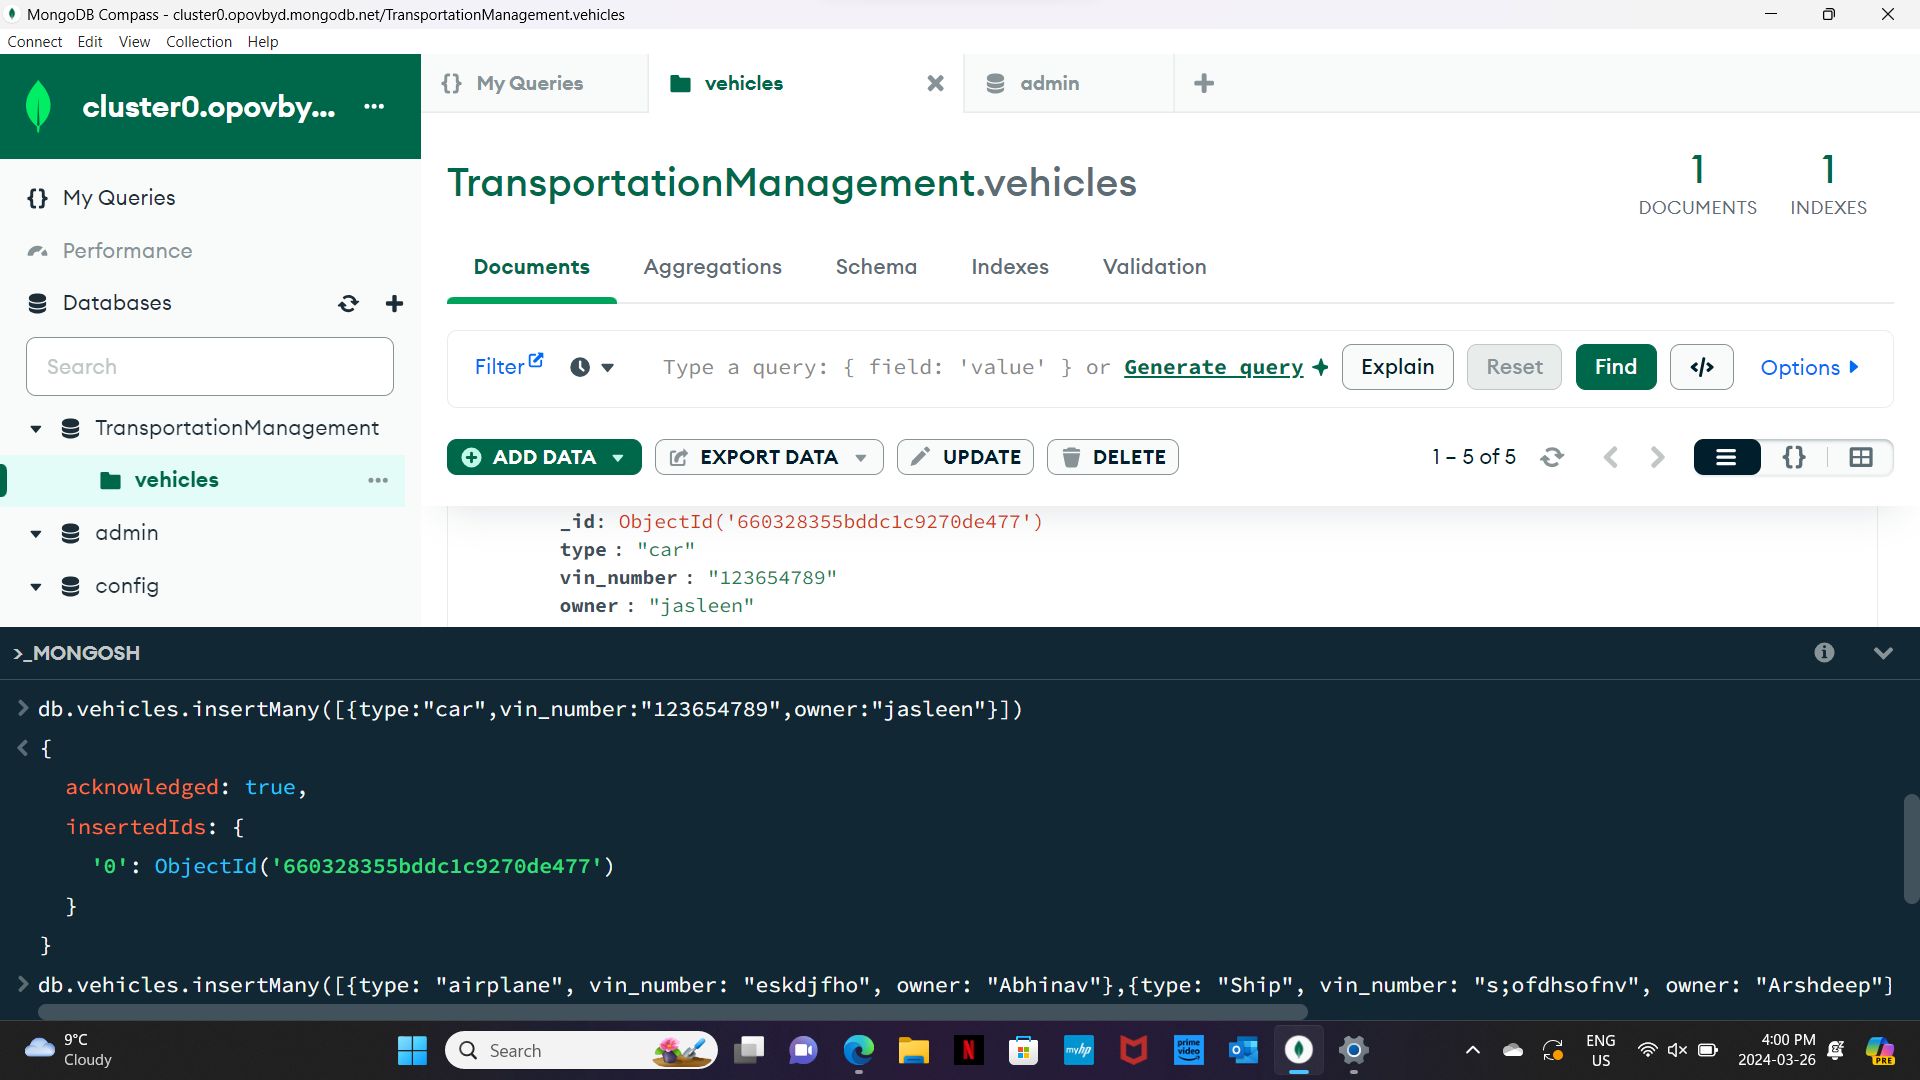 MongoDB Compass - cluster0.opovbyd.mongodb.net/TransportationManagement.vehicles
Connect Edit View Collection Help
cluster0.opovby... ...
{} My Queries
vehicles
admin
My Queries
Performance
Databases
Search
TransportationManagement
vehicles ...
admin
config
TransportationManagement.vehicles
1 DOCUMENTS
1 INDEXES
Documents Aggregations Schema Indexes Validation
Filter Type a query: { field: 'value' } or Generate query Explain Reset Find </> Options
ADD DATA EXPORT DATA UPDATE DELETE 1 – 5 of 5 {}
_id: ObjectId('660328355bddc1c9270de477')
type : "car"
vin_number : "123654789"
owner : "jasleen"
>_MONGOSH
> db.vehicles.insertMany([{type:"car",vin_number:"123654789",owner:"jasleen"}])
< {
acknowledged: true,
insertedIds: {
'0': ObjectId('660328355bddc1c9270de477')
}
}
> db.vehicles.insertMany([{type: "airplane", vin_number: "eskdjfho", owner: "Abhinav"},{type: "Ship", vin_number: "s;ofdhsofnv", owner: "Arshdeep"]
9°C
Cloudy
Search
N
myhp
prime video
ENG
US
4:00 PM
2024-03-26
PRE